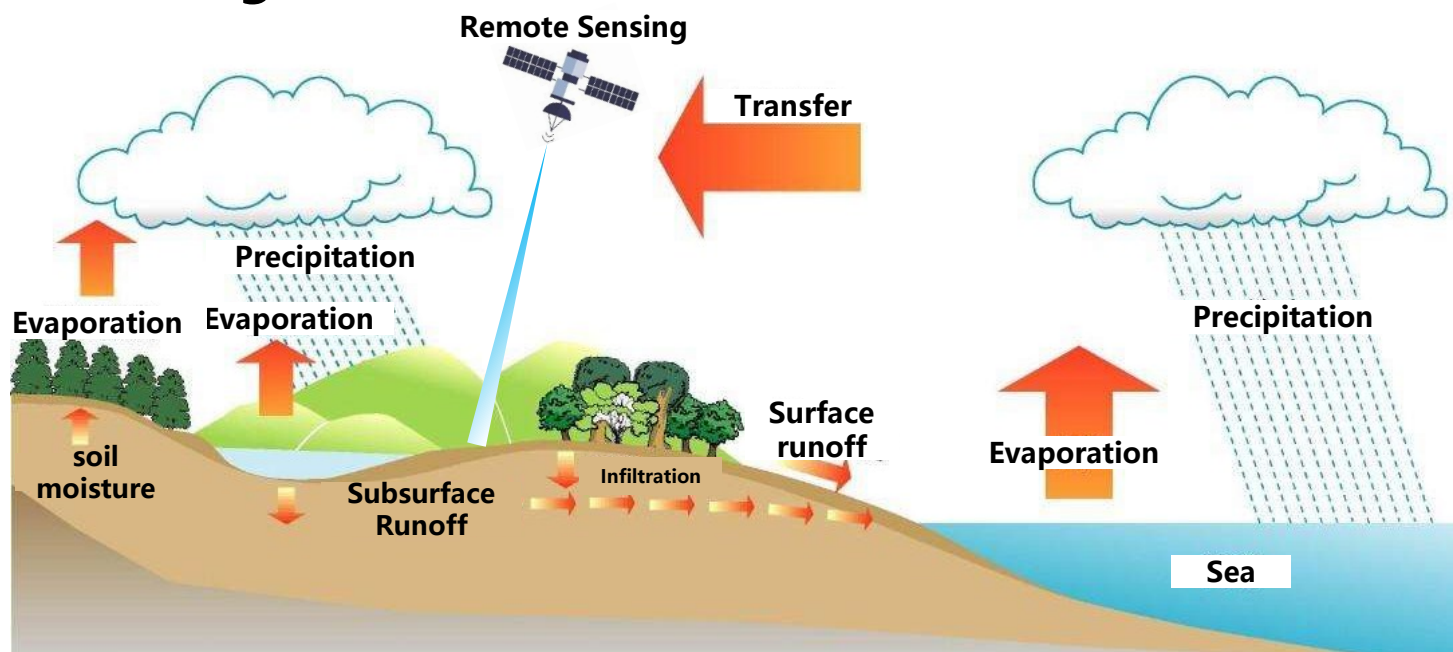 Remote Sensing
Transfer
Precipitation
Evaporation
Evaporation
Precipitation
Surface
runoff
Evaporation
soil
moisture
Infiltration
Subsurface
Runoff
Sea